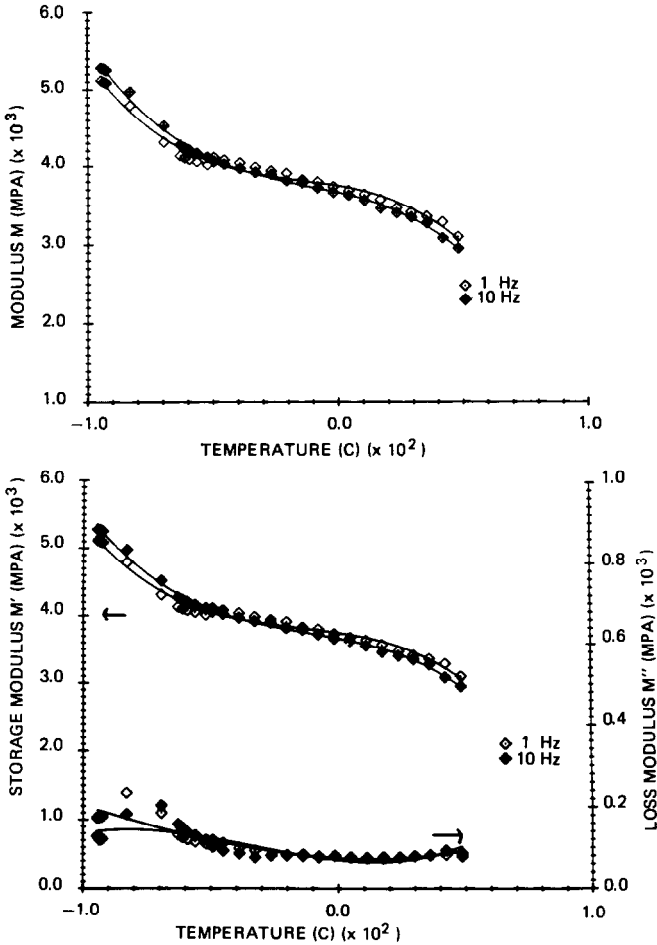 6.0
5.0
4.0
3.0
2.0
1.0
MODULUS M (MPA) (x 10³)
1 Hz
10 Hz
−1.0 0.0 1.0
TEMPERATURE (C) (x 10²)
6.0
5.0
4.0
3.0
2.0
1.0
0.0
STORAGE MODULUS M' (MPA) (x 10³)
1.0
0.8
0.6
0.4
0.2
0.0
LOSS MODULUS M'' (MPA) (x 10³)
1 Hz
10 Hz
−1.0 0.0 1.0
TEMPERATURE (C) (x 10²)